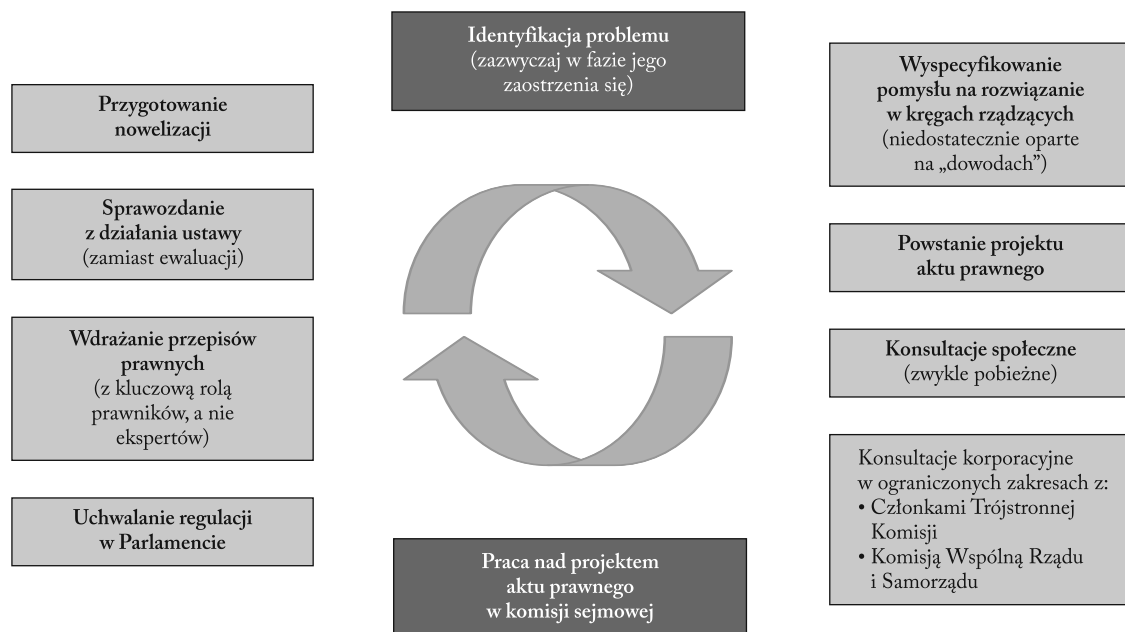 Identyfikacja problemu
(zazwyczaj w fazie jego
zaostrzenia się)
Wyspecyfikowanie
pomysłu na rozwiązanie
w kręgach rządzących
(niedostatecznie oparte
na „dowodach”)
Powstanie projektu
aktu prawnego
Konsultacje społeczne
(zwykle pobieżne)
Konsultacje korporacyjne
w ograniczonych zakresach z:
• Członkami Trójstronnej
Komisji
• Komisją Wspólną Rządu
i Samorządu
Praca nad projektem
aktu prawnego
w komisji sejmowej
Uchwalanie regulacji
w Parlamencie
Wdrażanie przepisów
prawnych
(z kluczową rolą
prawników, a nie
ekspertów)
Sprawozdanie
z działania ustawy
(zamiast ewaluacji)
Przygotowanie
nowelizacji